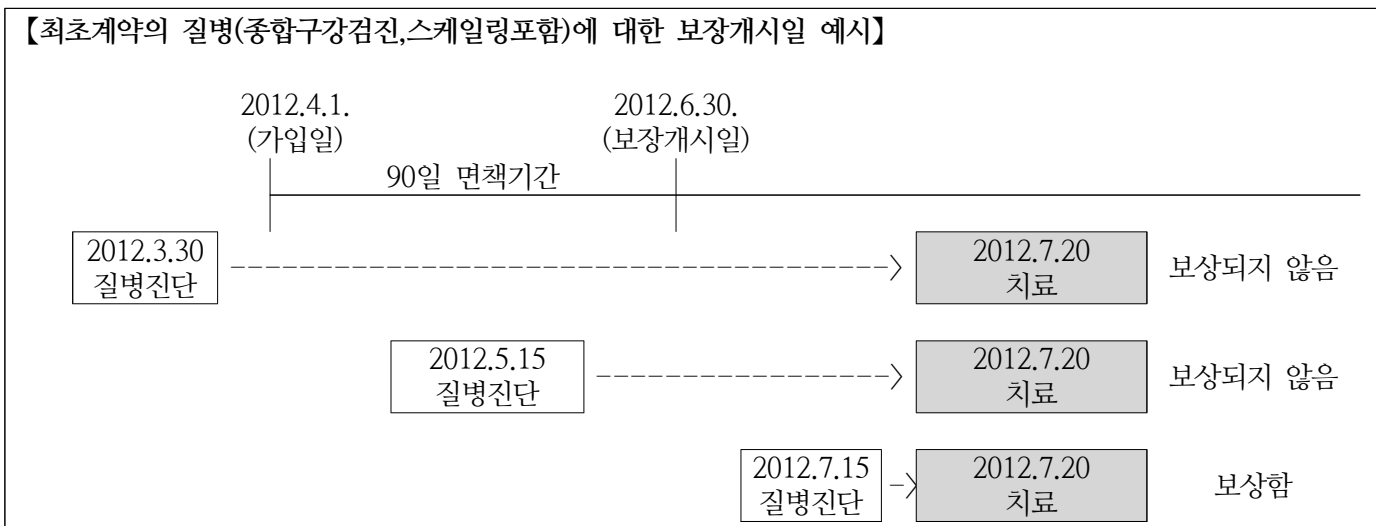 【최초계약의 질병(종합구강검진,스케일링포함)에 대한 보장개시일 예시】
2012.4.1.
(가입일)
2012.6.30.
(보장개시일)
90일 면책기간
2012.3.30
질병진단
2012.7.20
치료
보상되지 않음
2012.5.15
질병진단
2012.7.20
치료
보상되지 않음
2012.7.15
질병진단
2012.7.20
치료
보상함